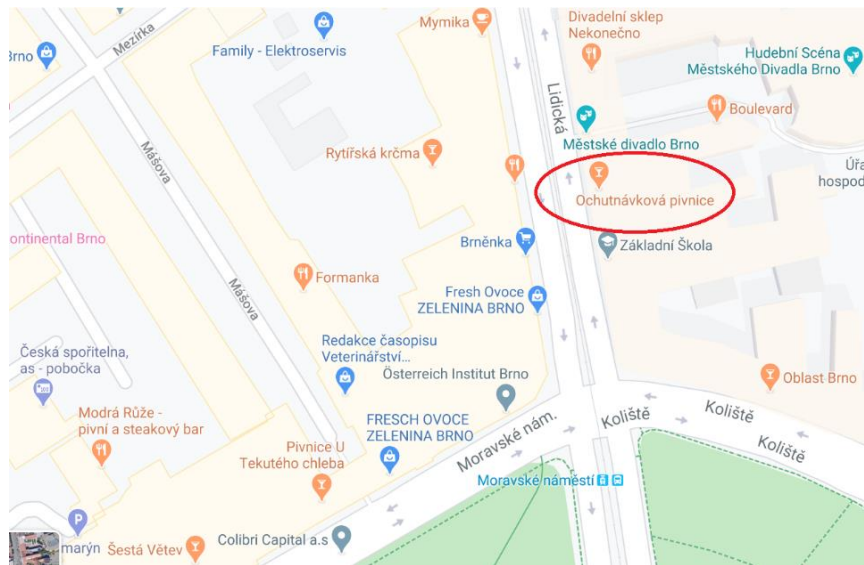 Mymika
Divadelní sklep
Nekonečno
Mezírka
Brno
Family - Elektroservis
Hudební Scéna
Městského Divadla Brno
Lidická
Boulevard
Mášova
Rytířská krčma
Městské divadlo Brno
Úřa
hospod
Ochutnávková pivnice
ontinental Brno
Brněnka
Základní Škola
Formanka
Mášova
Fresh Ovoce
ZELENINA BRNO
Česká spořitelna,
as - pobočka
Redakce časopisu
Veterinářství...
Österreich Institut Brno
Oblast Brno
Modrá Růže -
pivní a steakový bar
FRESCH OVOCE
ZELENINA BRNO
Moravské nám.
Koliště
Koliště
Koliště
Pivnice U
Tekutého chleba
Moravské náměstí
P
marýn
Šestá Větev
Colibri Capital a.s